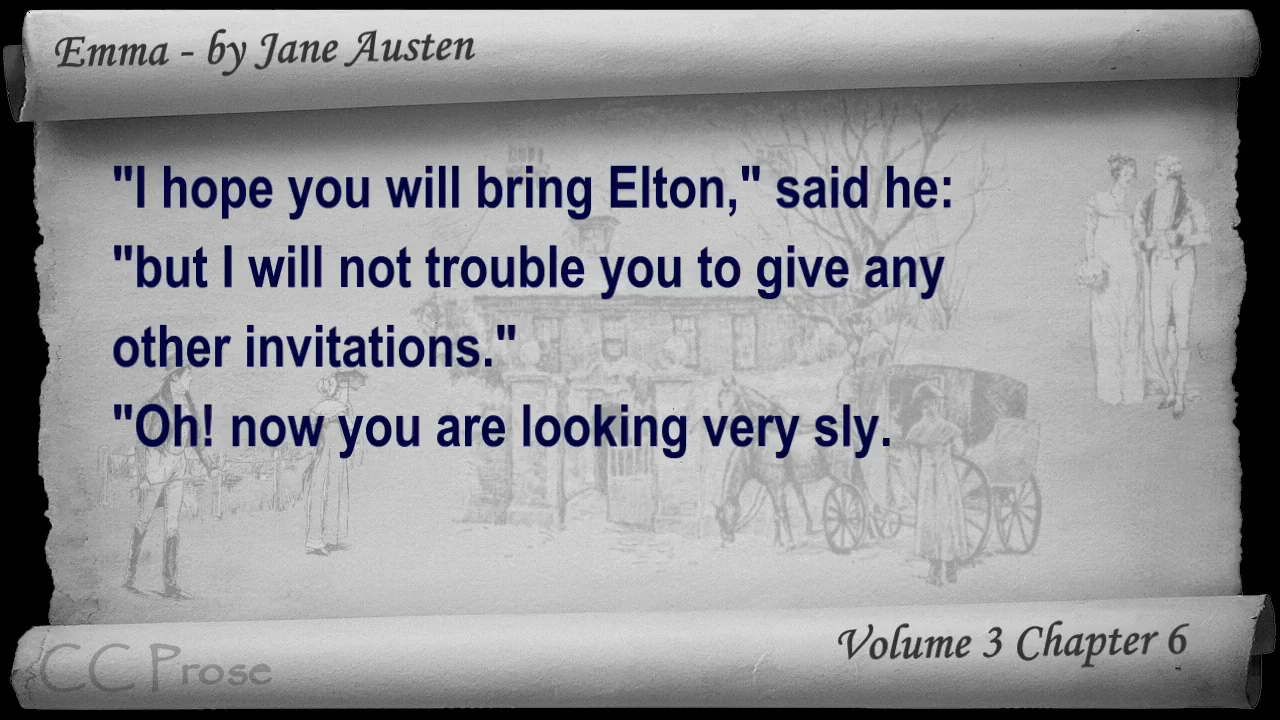 Emma - by Jane Austen
"I hope you will bring Elton," said he:
"but I will not trouble you to give any
other invitations."
"Oh! now you are looking very sly.
Volume 3 Chapter 6
CC Prose